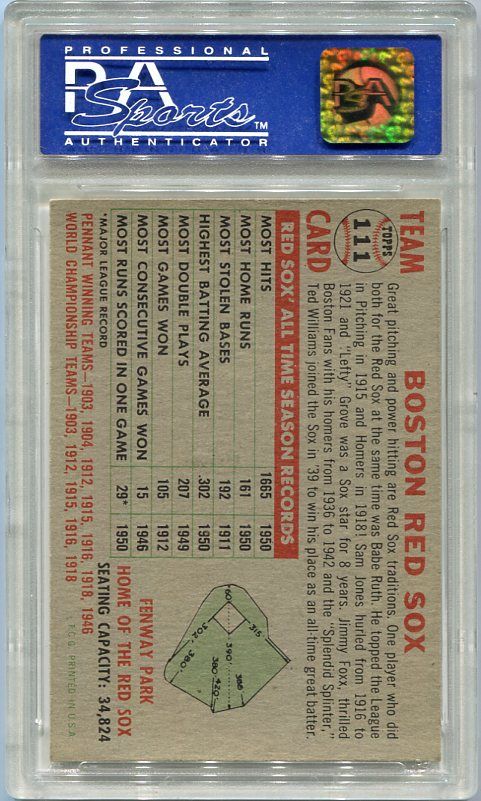 PROFESSIONAL
PSA
Sports™
AUTHENTICATOR
PSA
TEAM
CARD
TOPPS
111
BOSTON RED SOX
Great pitching and power hitting are Red Sox traditions. One player who did
both for the Red Sox at the same time was Babe Ruth. He topped the League
in Pitching in 1915 and Homers in 1918! Sam Jones hurled from 1916 to
1921 and "Lefty" Grove was a Sox star for 8 years. Jimmy Foxx, thrilled
Boston Fans with his homers from 1936 to 1942 and the "Splendid Splinter,"
Ted Williams joined the Sox in '39 to win his place as an all-time great batter.
RED SOX' ALL TIME SEASON RECORDS
MOST HITS 1665 1950
MOST HOME RUNS 161 1950
MOST STOLEN BASES 192 1911
HIGHEST BATTING AVERAGE .302 1950
MOST DOUBLE PLAYS 207 1949
MOST GAMES WON 105 1912
MOST CONSECUTIVE GAMES WON 15 1946
MOST RUNS SCORED IN ONE GAME 29* 1950
*MAJOR LEAGUE RECORD
PENNANT WINNING TEAMS—1903, 1904, 1912, 1915, 1916, 1918, 1946
WORLD CHAMPIONSHIP TEAMS—1903, 1912, 1915, 1916, 1918
60
315
302
390
380
388
420
380
FENWAY PARK
HOME OF THE RED SOX
SEATING CAPACITY: 34,824
PRINTED IN U.S.A.